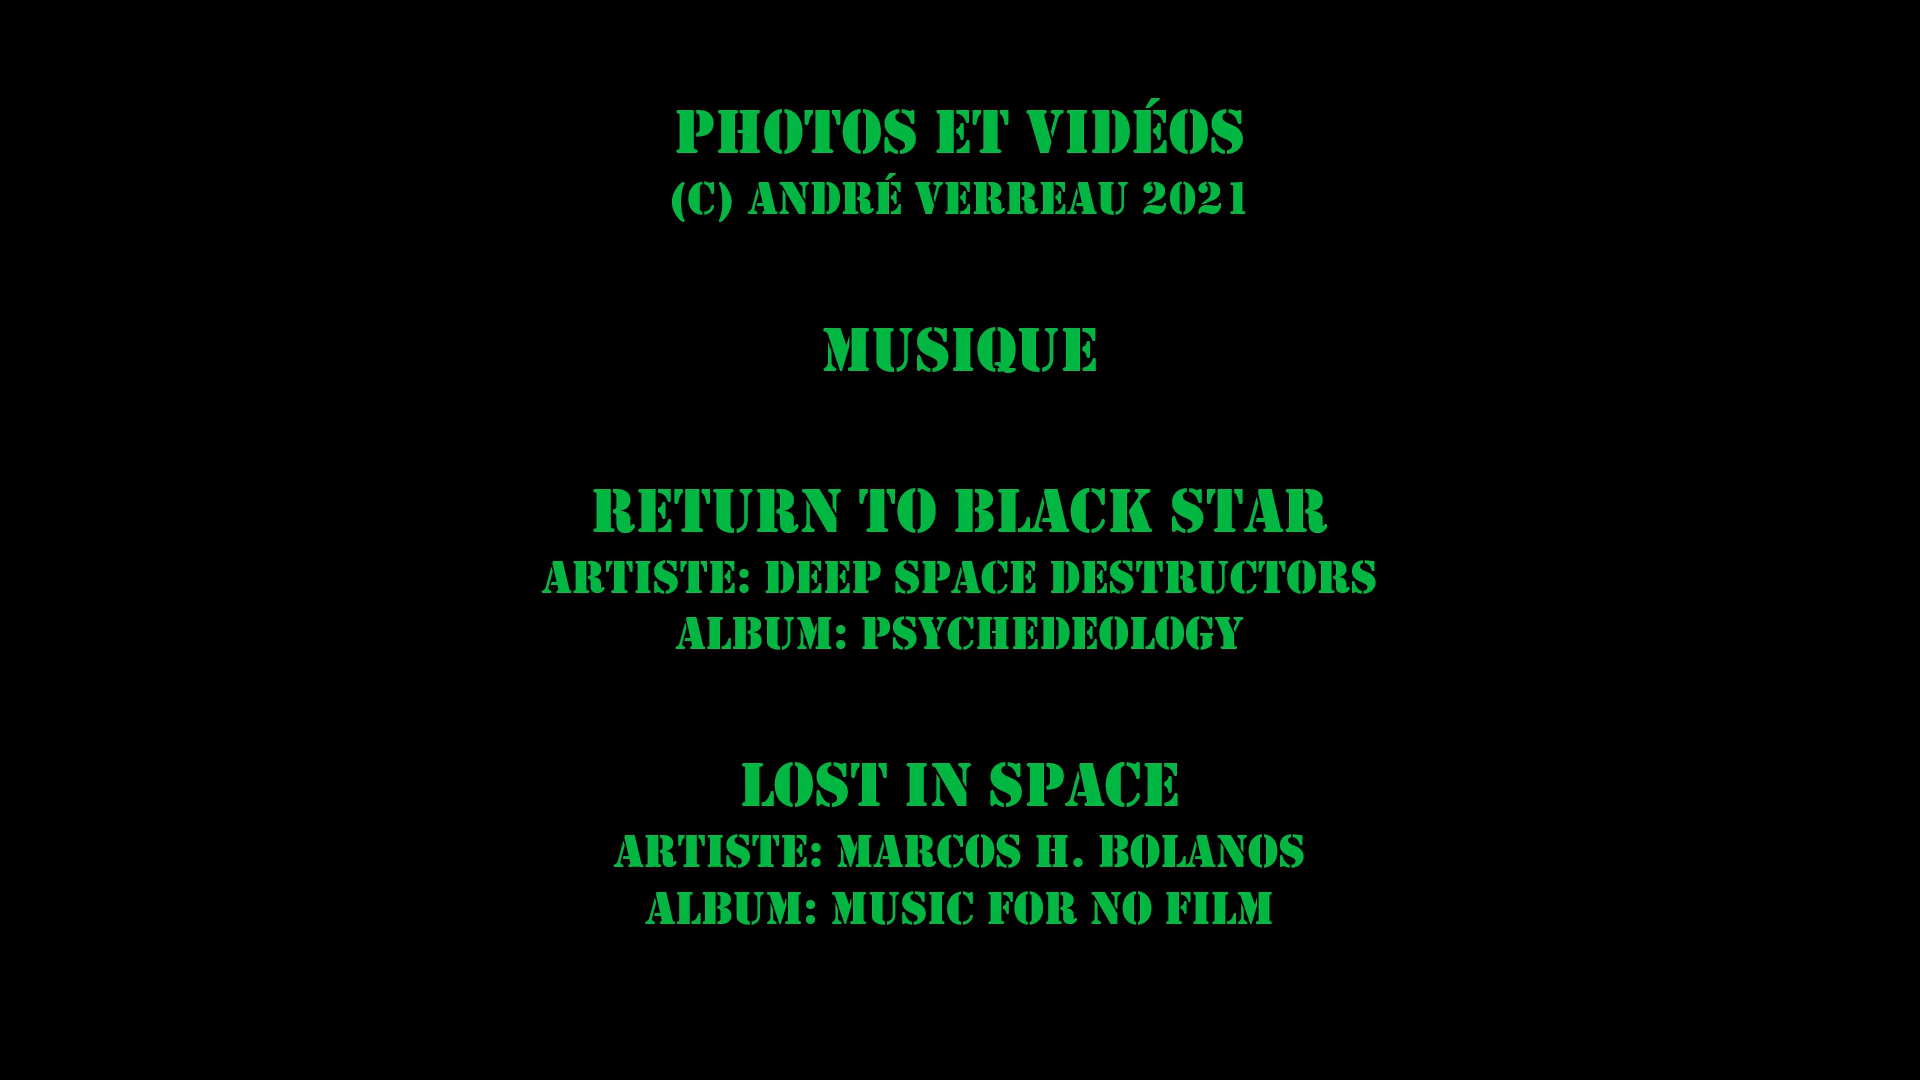 PHOTOS ET VIDÉOS
(C) ANDRÉ VERREAU 2021
MUSIQUE
RETURN TO BLACK STAR
ARTISTE: DEEP SPACE DESTRUCTORS
ALBUM: PSYCHEDEOLOGY
LOST IN SPACE
ARTISTE: MARCOS H. BOLANOS
ALBUM: MUSIC FOR NO FILM